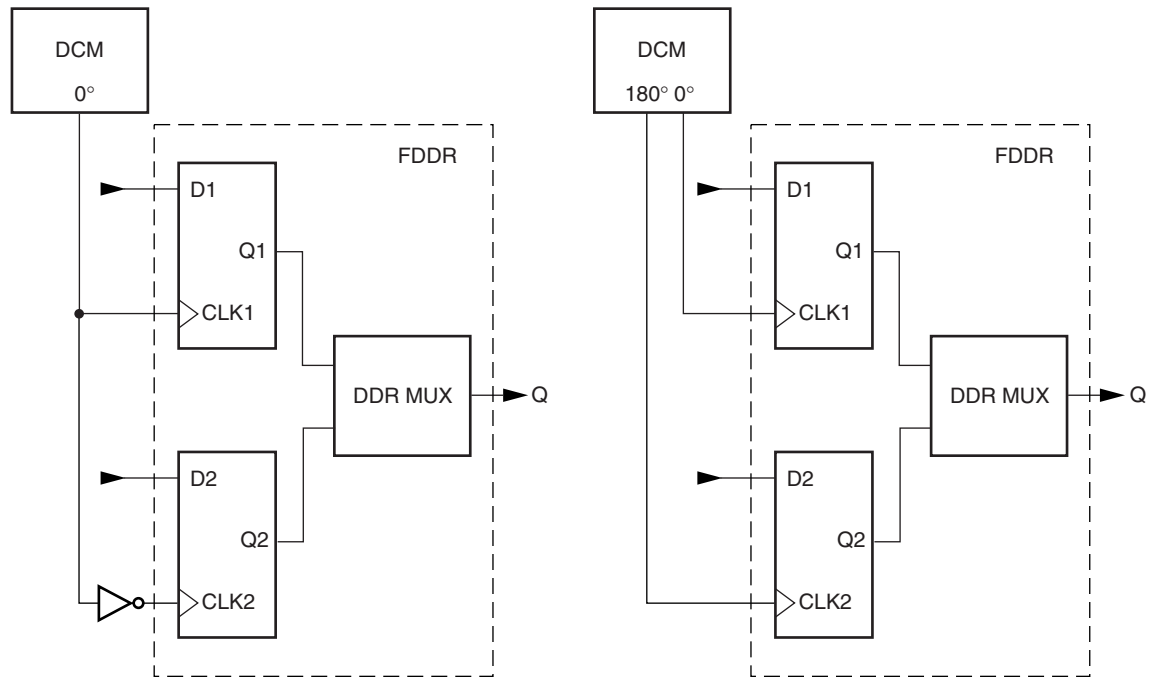 DCM
0°
FDDR
D1
Q1
CLK1
DDR MUX
Q
D2
Q2
CLK2
DCM
180° 0°
FDDR
D1
Q1
CLK1
DDR MUX
Q
D2
Q2
CLK2